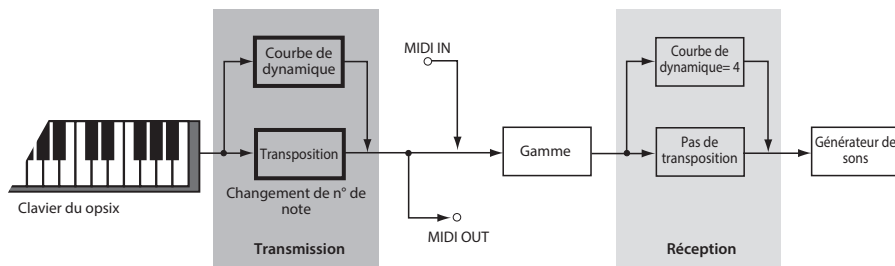 Courbe de
dynamique
MIDI IN
Courbe de
dynamique= 4
Transposition
Gamme
Pas de
transposition
Générateur de
sons
Clavier du opsix
Changement de n° de
note
MIDI OUT
Transmission
Réception